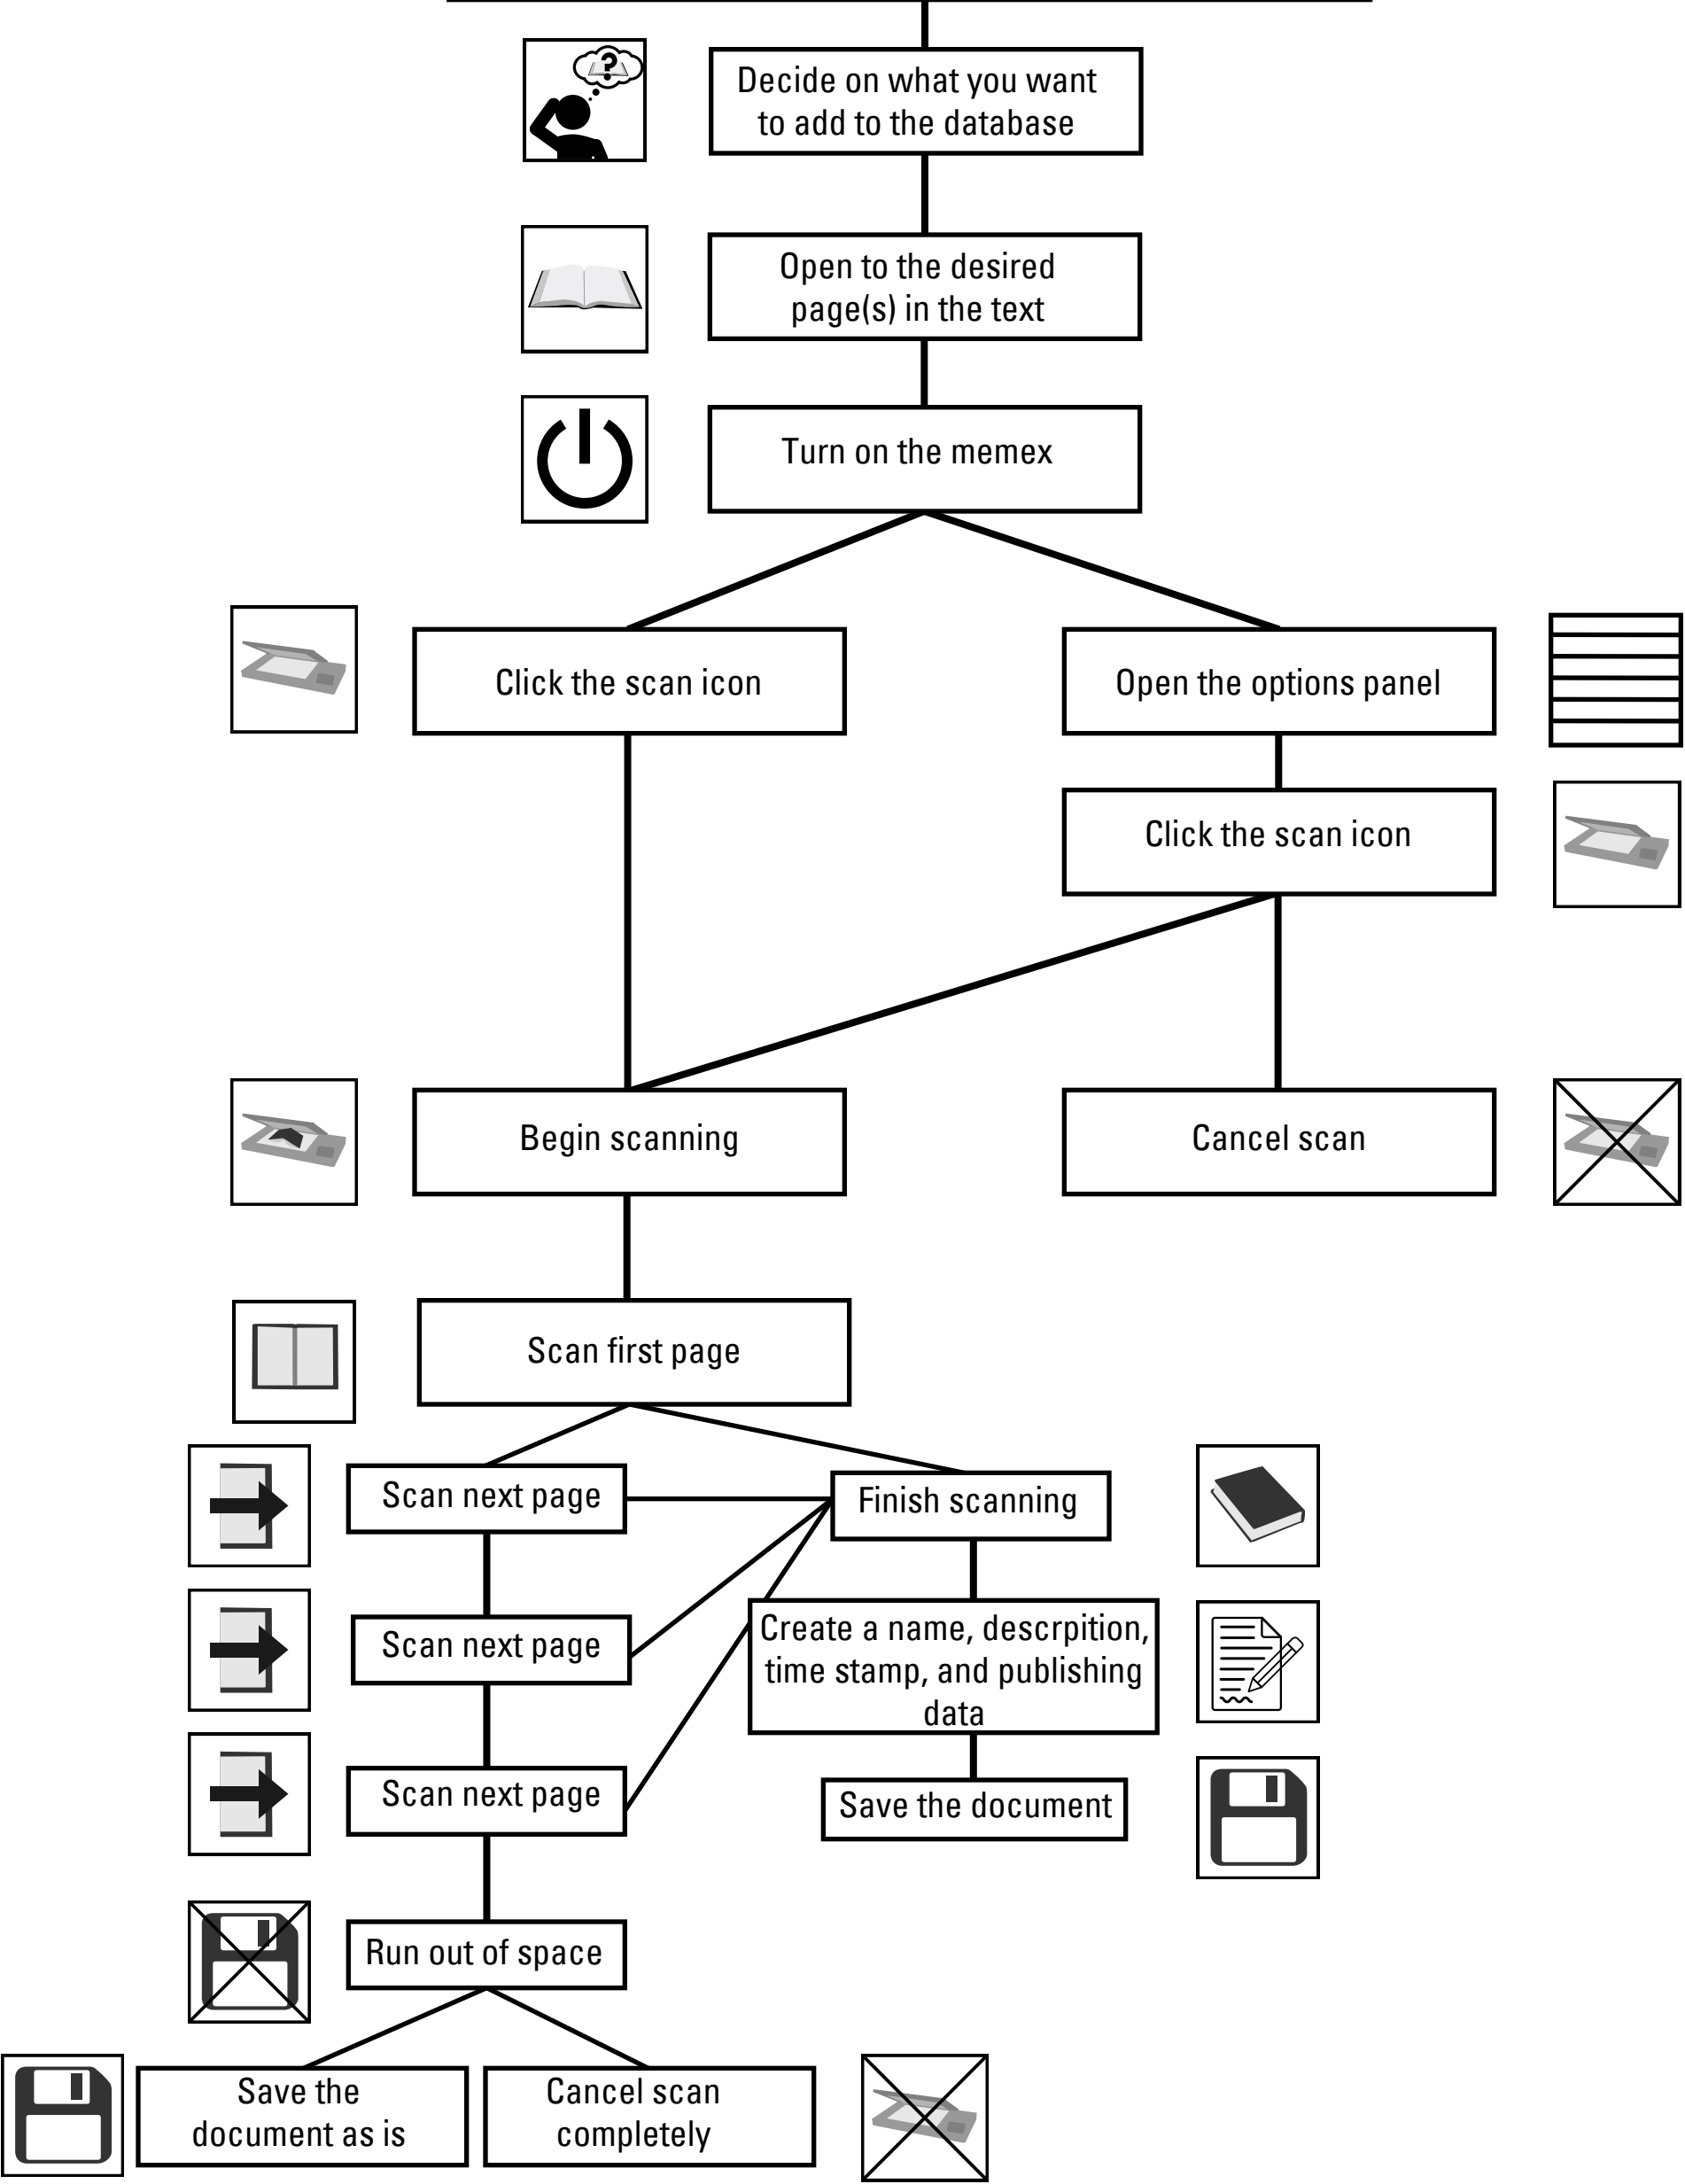 Decide on what you want
to add to the database
Open to the desired
page(s) in the text
Turn on the memex
Click the scan icon
Open the options panel
Click the scan icon
Begin scanning
Cancel scan
Scan first page
Scan next page
Finish scanning
Scan next page
Create a name, descrpition,
time stamp, and publishing
data
Scan next page
Save the document
Run out of space
Save the
document as is
Cancel scan
completely
?